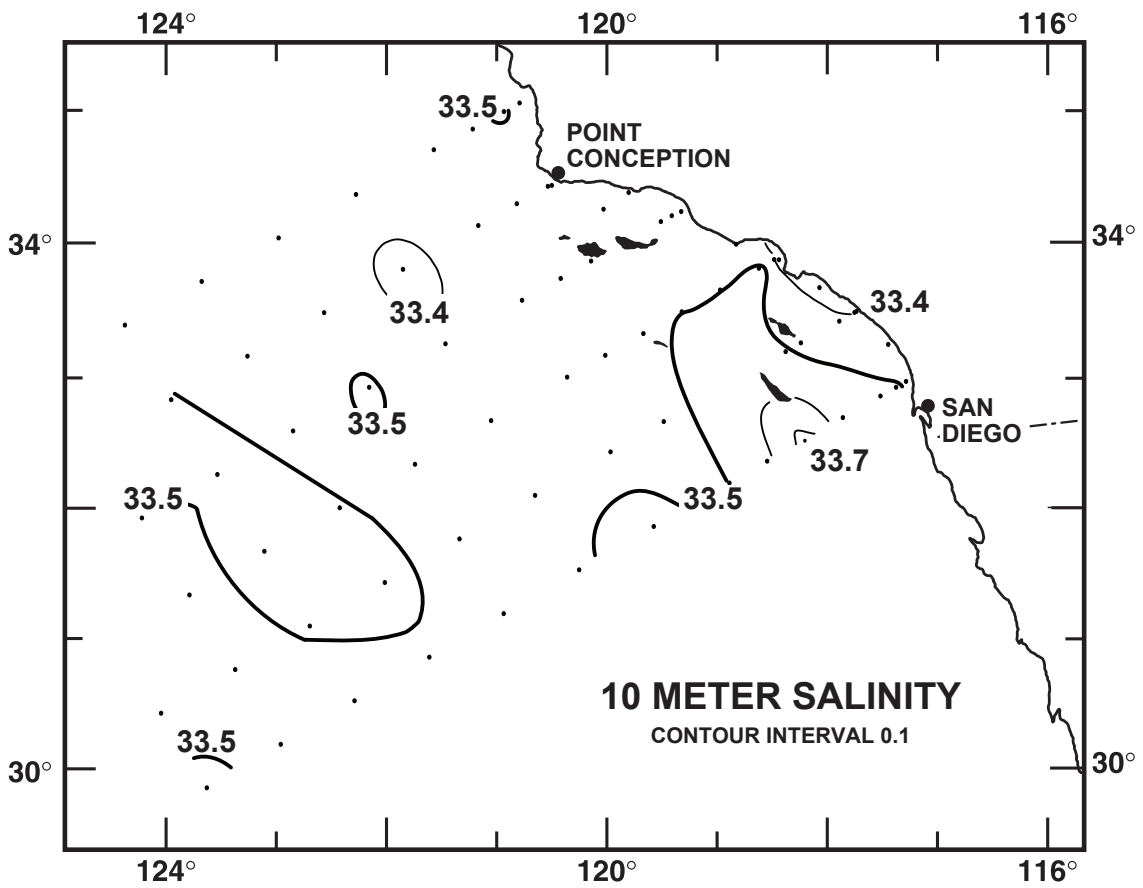 124° 120° 116°
33.5
POINT
CONCEPTION
34° 34°
33.4 33.4
33.5 SAN
DIEGO
33.7
33.5 33.5
10 METER SALINITY
CONTOUR INTERVAL 0.1
33.5
30° 30°
124° 120° 116°